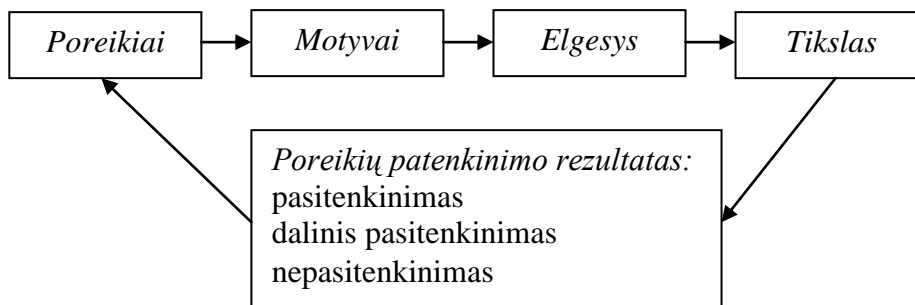 Poreikiai
Motyvai
Elgesys
Tikslas
Poreikių patenkinimo rezultatas:
pasitenkinimas
dalinis pasitenkinimas
nepasitenkinimas